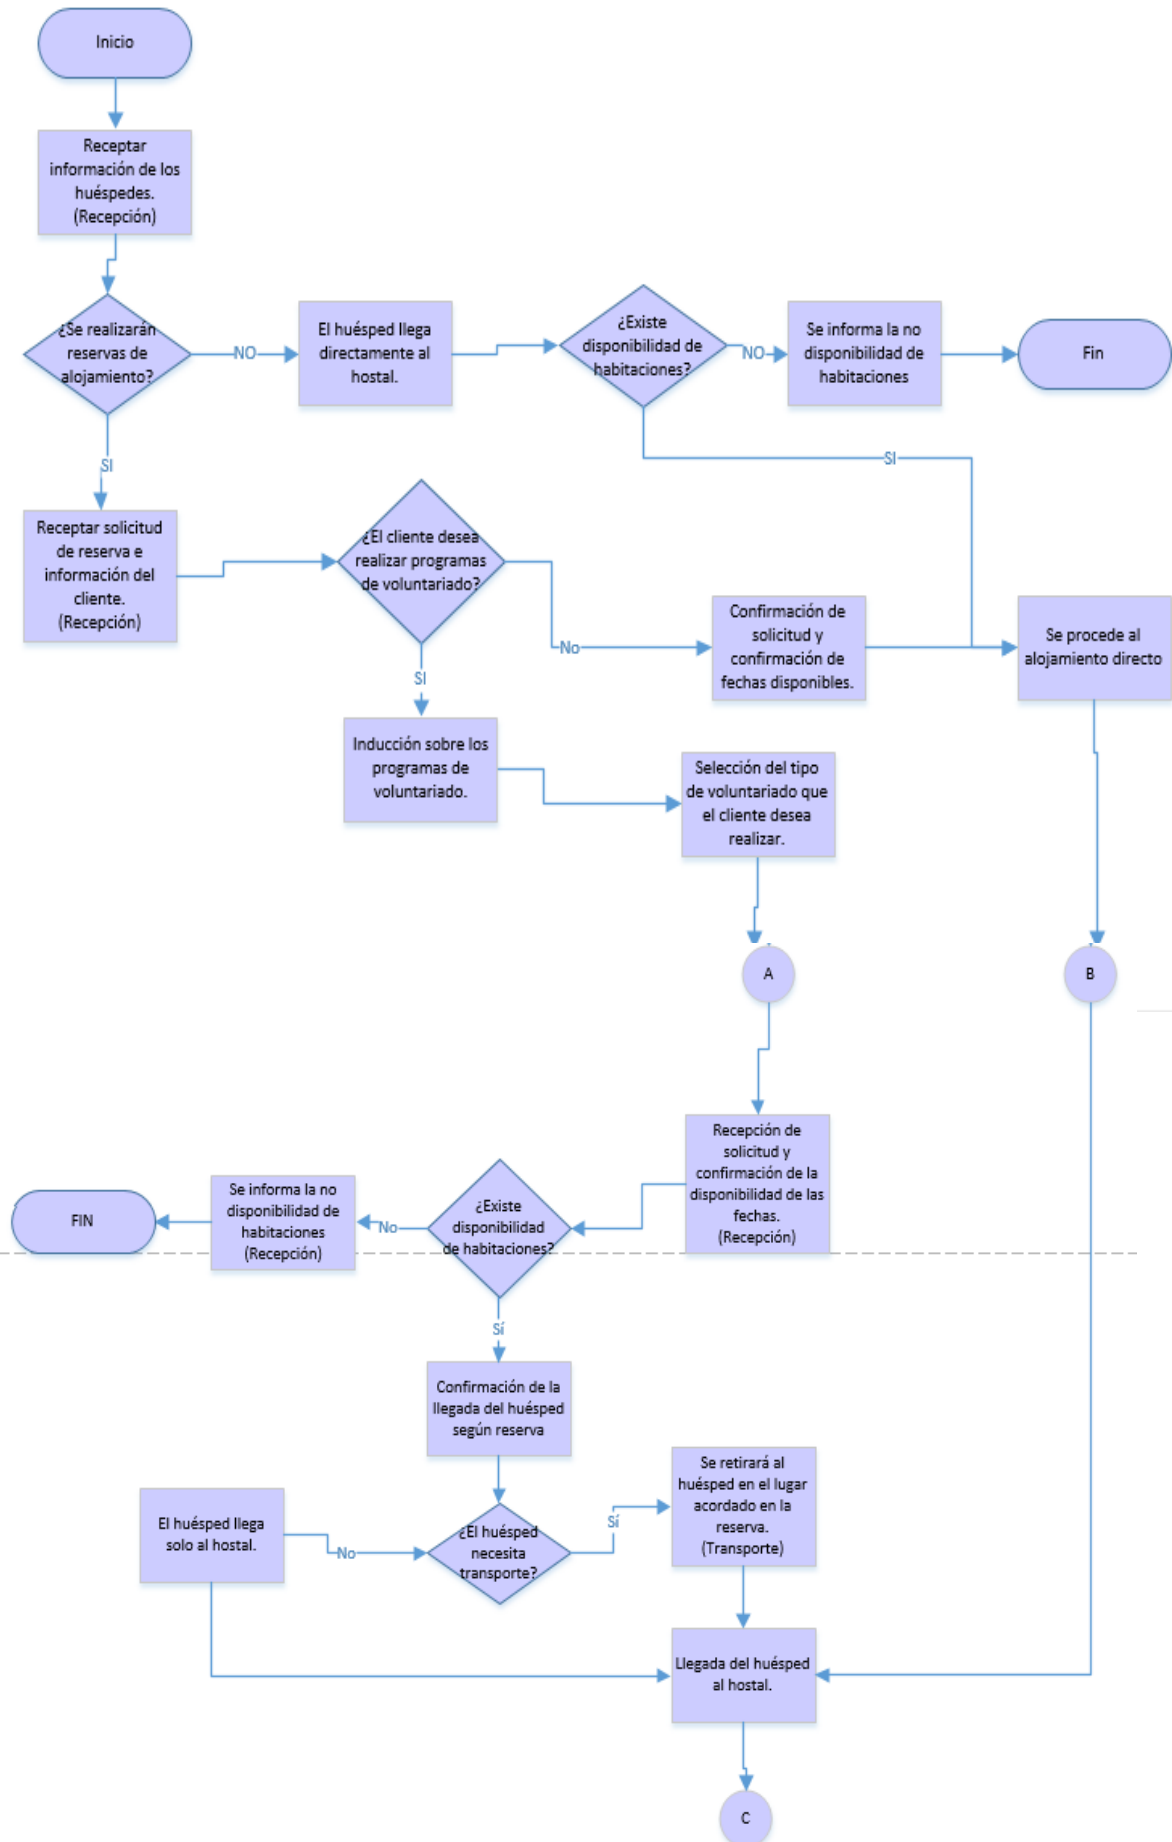 Inicio
Receptar
información de los
huéspedes.
(Recepción)
¿Se realizarán
reservas de
alojamiento?
NO
El huésped llega
directamente al
hostal.
¿Existe
disponibilidad de
habitaciones?
NO
Se informa la no
disponibilidad de
habitaciones
Fin
SI
SI
Receptar solicitud
de reserva e
información del
cliente.
(Recepción)
¿El cliente desea
realizar programas
de voluntariado?
No
Confirmación de
solicitud y
confirmación de
fechas disponibles.
Se procede al
alojamiento directo
SI
Inducción sobre los
programas de
voluntariado.
Selección del tipo
de voluntariado que
el cliente desea
realizar.
A
B
Recepción de
solicitud y
confirmación de la
disponibilidad de las
fechas.
(Recepción)
¿Existe
disponibilidad
de habitaciones?
No
Se informa la no
disponibilidad de
habitaciones
(Recepción)
FIN
Sí
Confirmación de la
llegada del huésped
según reserva
¿El huésped
necesita
transporte?
No
El huésped llega
solo al hostal.
Sí
Se retirará al
huésped en el lugar
acordado en la
reserva.
(Transporte)
Llegada del huésped
al hostal.
C